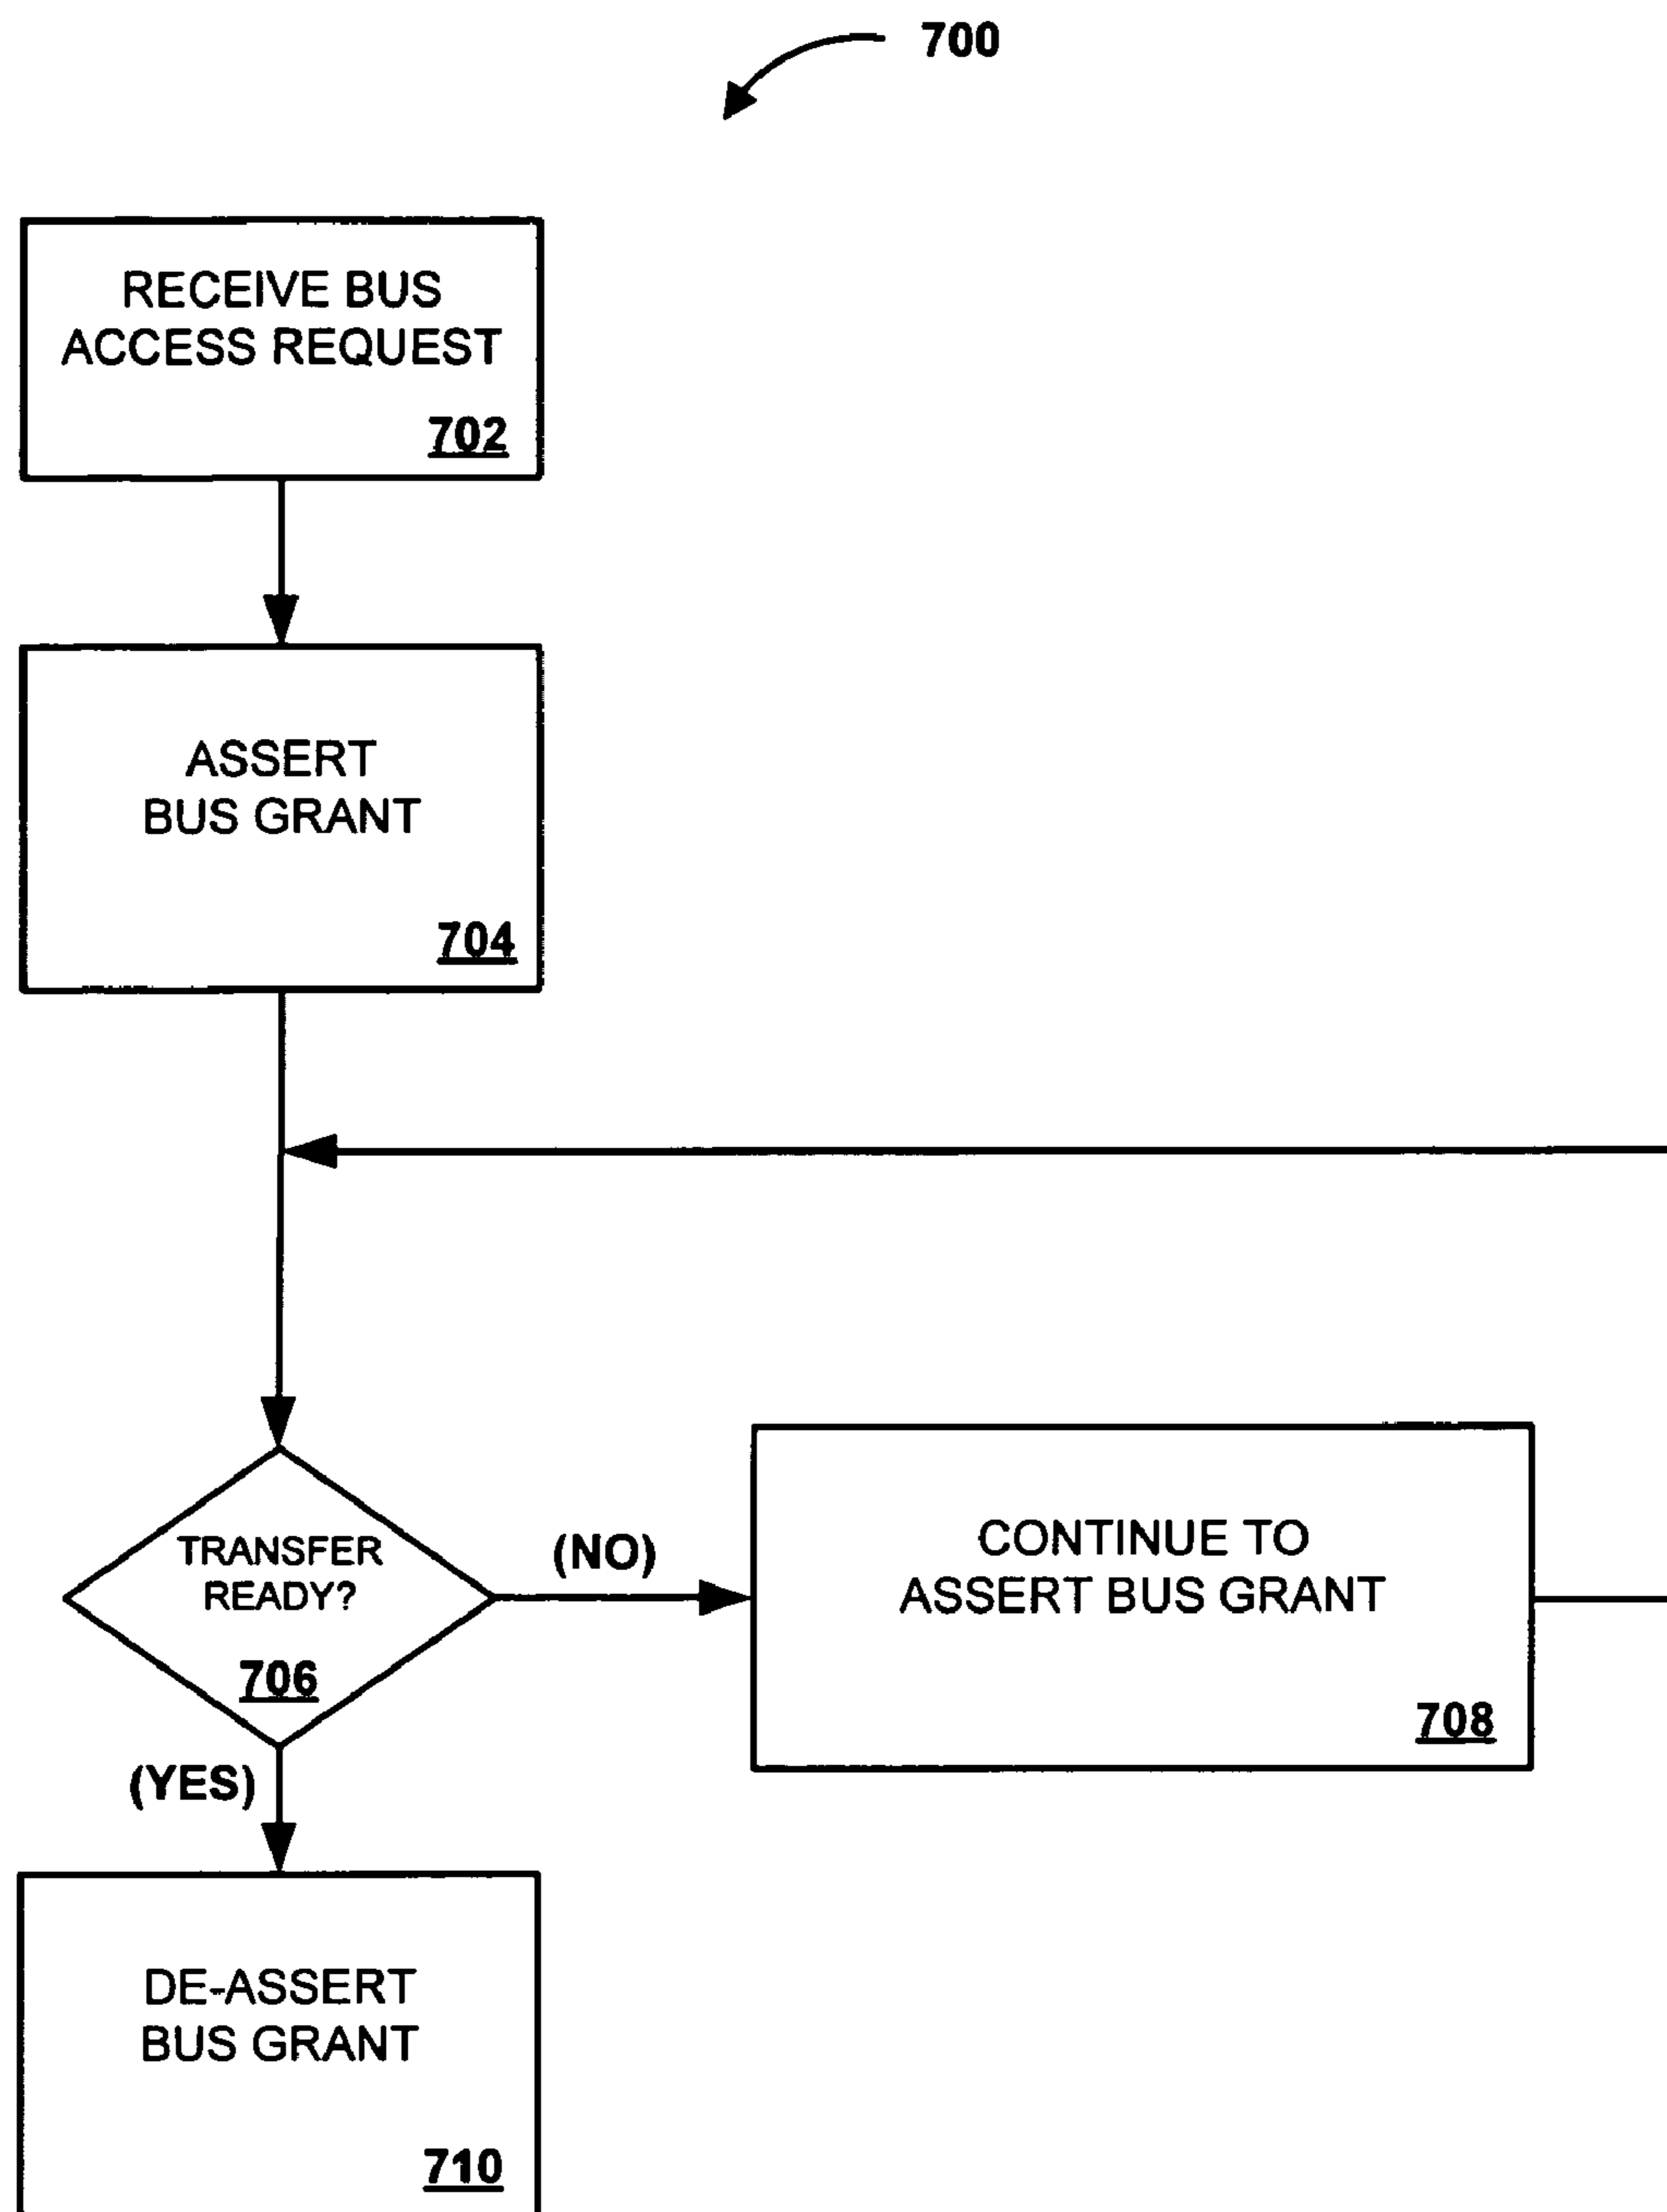 700
RECEIVE BUS
ACCESS REQUEST
702
ASSERT
BUS GRANT
704
TRANSFER
READY?
706
(NO)
CONTINUE TO
ASSERT BUS GRANT
708
(YES)
DE-ASSERT
BUS GRANT
710